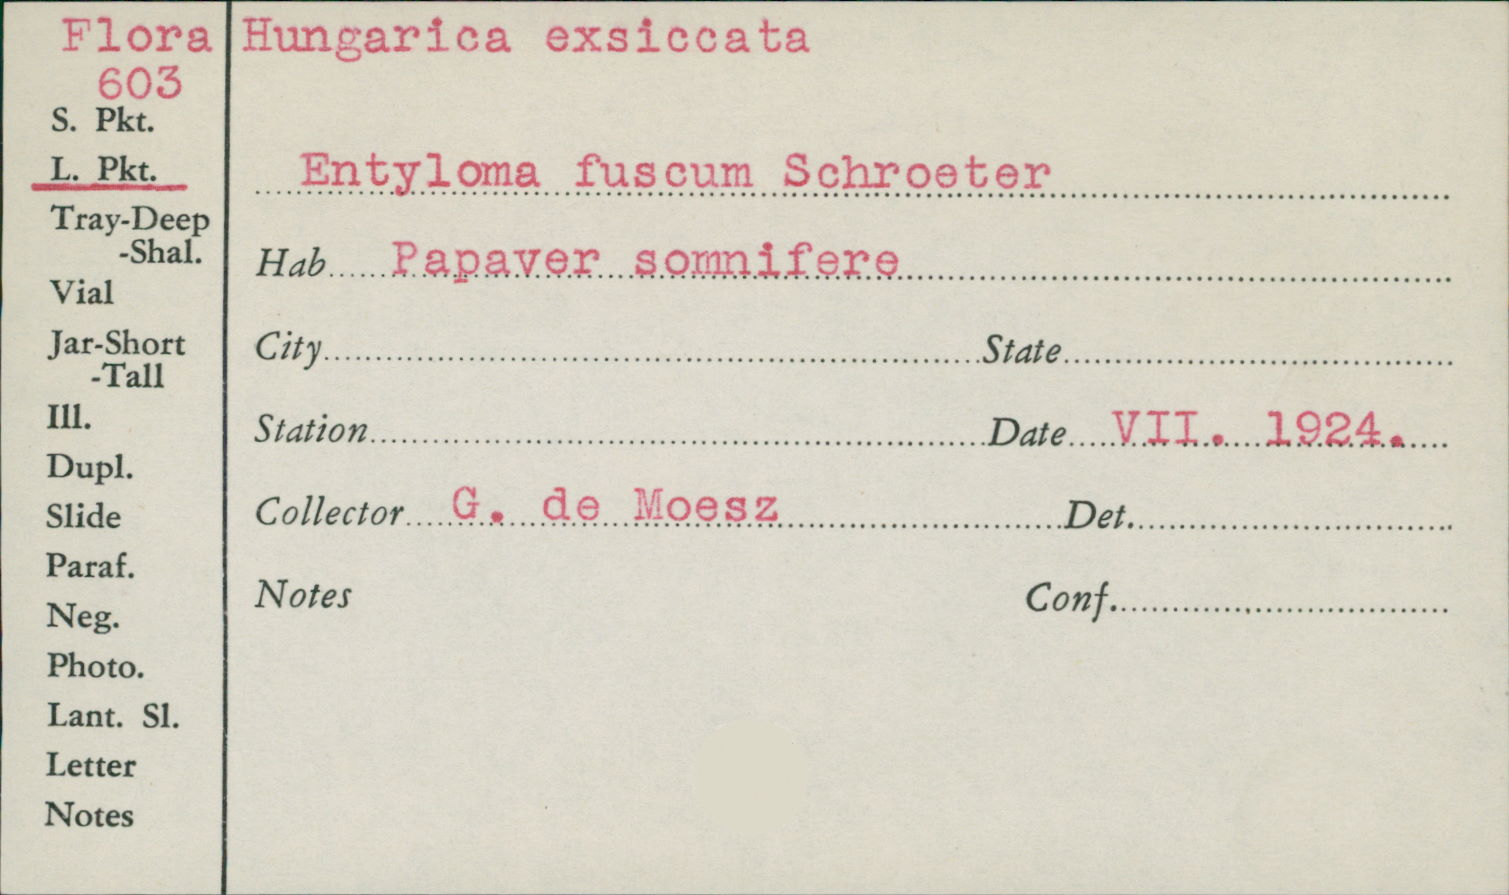 Flora Hungarica exsiccata
603
S. Pkt.
L. Pkt.
Tray-Deep
-Shal.
Vial
Jar-Short
-Tall
Ill.
Dupl.
Slide
Paraf.
Neg.
Photo.
Lant. Sl.
Letter
Notes
Entyloma fuscum Schroeter
Hab Papaver somnifere
City State
Station Date VII. 1924.
Collector G. de Moesz Det.
Notes Conf.